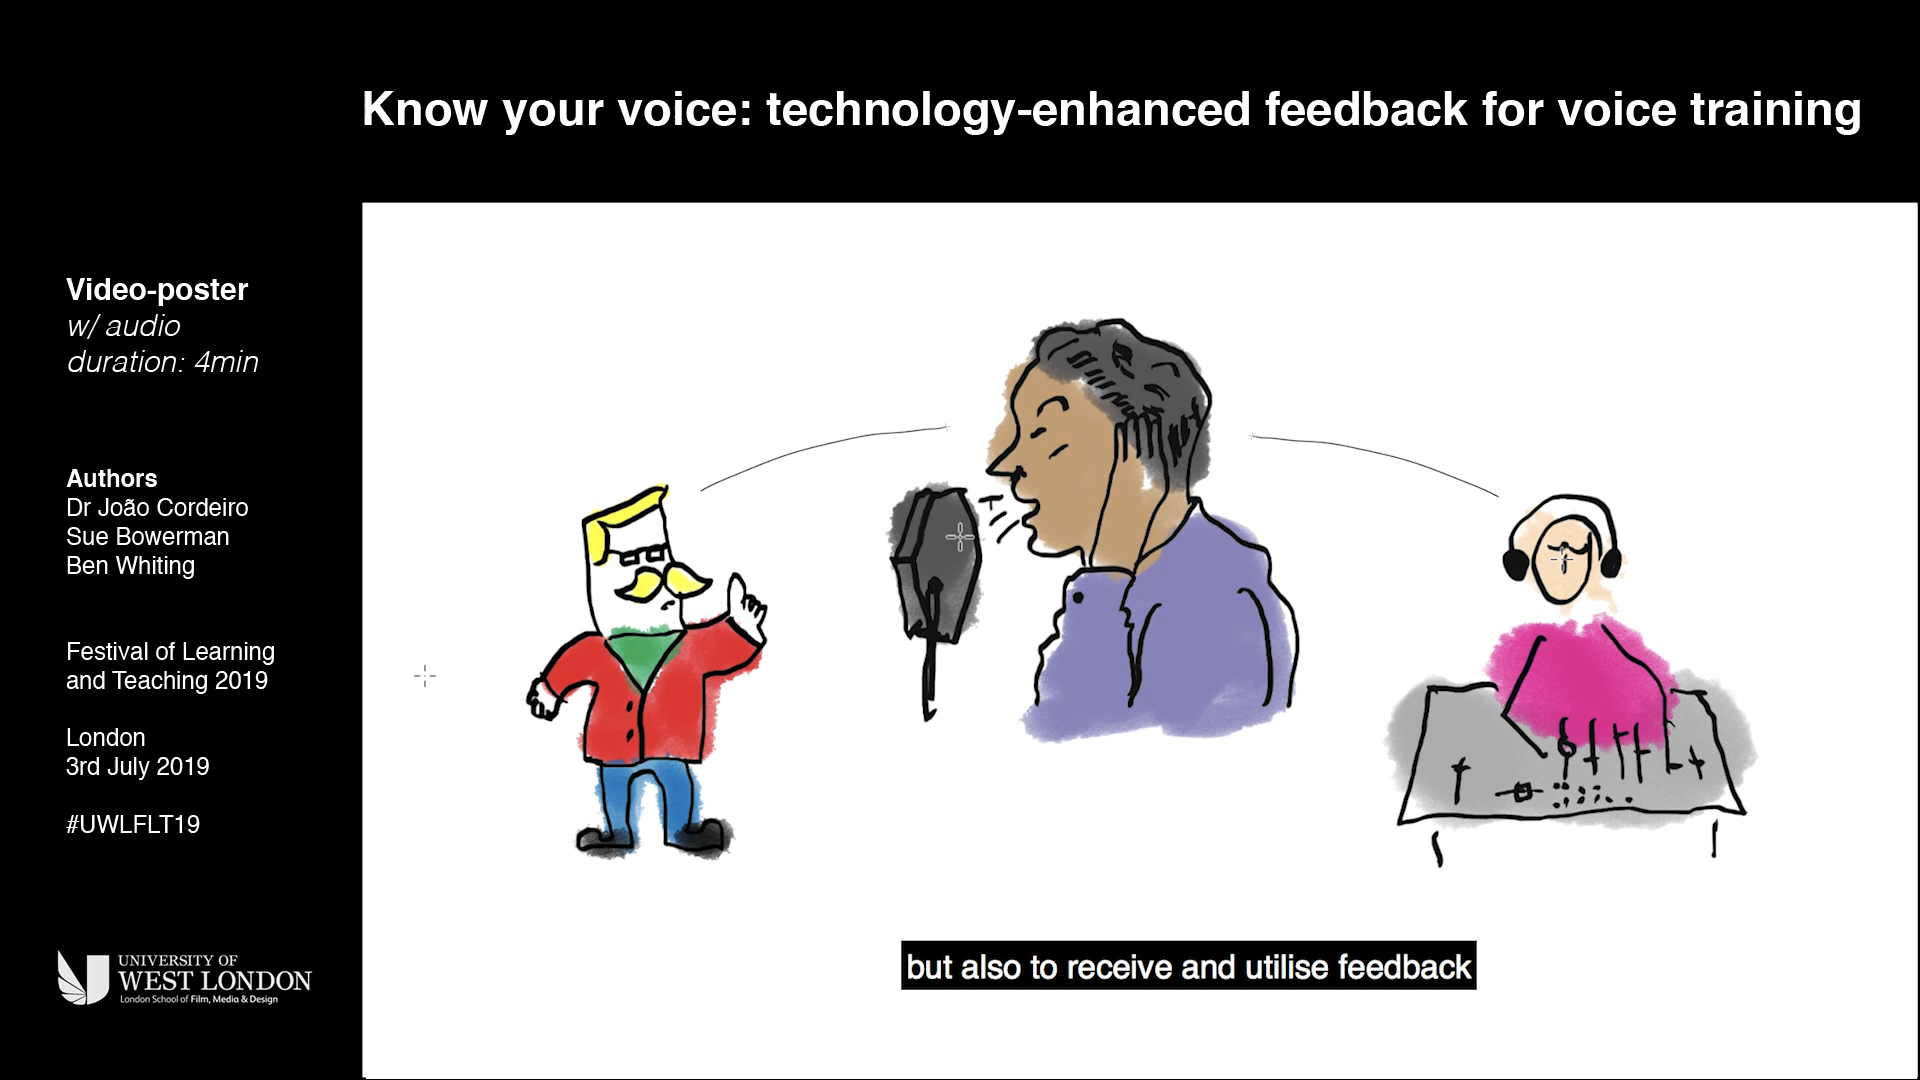 Know your voice: technology-enhanced feedback for voice training
Video-poster
w/ audio
duration: 4min
Authors
Dr João Cordeiro
Sue Bowerman
Ben Whiting
Festival of Learning
and Teaching 2019
London
3rd July 2019
#UWLFLT19
UNIVERSITY OF
WEST LONDON
London School of Film, Media & Design
but also to receive and utilise feedback